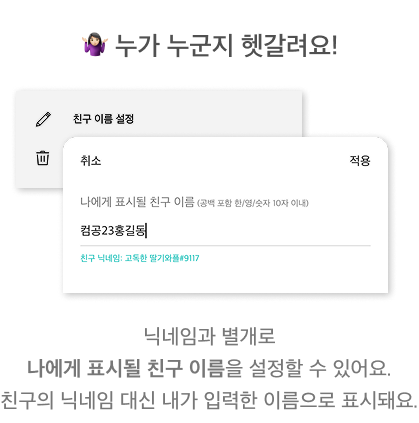 🤷🏻‍♀️ 누가 누군지 헷갈려요!
친구 이름 설정
취소 적용
나에게 표시될 친구 이름 (공백 포함 한/영/숫자 10자 이내)
컴공23홍길동
친구 닉네임: 고독한 딸기와플#9117
닉네임과 별개로
나에게 표시될 친구 이름을 설정할 수 있어요.
친구의 닉네임 대신 내가 입력한 이름으로 표시돼요.